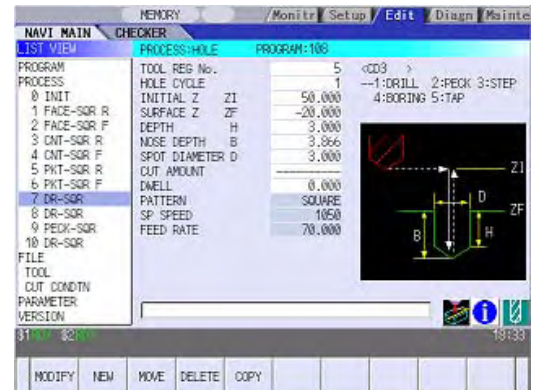 MEMORY Monitr Setup Edit Diagn Mainte
NAVI MAIN CHECKER
LIST VIEW PROCESS:HOLE PROGRAM:108
PROGRAM
PROCESS
0 INIT
1 FACE-SQR R
2 FACE-SQR F
3 CNT-SQR R
4 CNT-SQR F
5 PKT-SQR R
6 PKT-SQR F
7 DR-SQR
8 DR-SQR
9 PECK-SQR
10 DR-SQR
FILE
TOOL
CUT CONDTN
PARAMETER
VERSION
TOOL REG No. 5
HOLE CYCLE 1
INITIAL Z ZI 50.000
SURFACE Z ZF -20.000
DEPTH H 3.000
NOSE DEPTH B 3.866
SPOT DIAMETER D 3.000
CUT AMOUNT
DWELL 0.000
PATTERN SQUARE
SP SPEED 1050
FEED RATE 70.000
<CD3 >
--1:DRILL 2:PECK 3:STEP
4:BORING 5:TAP
ZI
D
ZF
B
H
$1RDY $2RDY 19:33
MODIFY NEW MOVE DELETE COPY